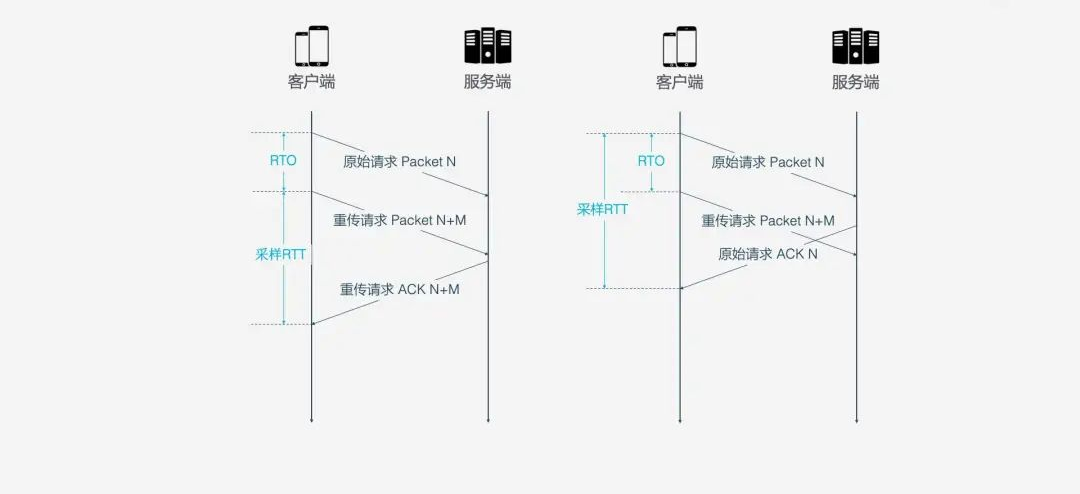 客户端
服务端
RTO
原始请求 Packet N
重传请求 Packet N+M
采样RTT
重传请求 ACK N+M
客户端
服务端
RTO
原始请求 Packet N
采样RTT
重传请求 Packet N+M
原始请求 ACK N